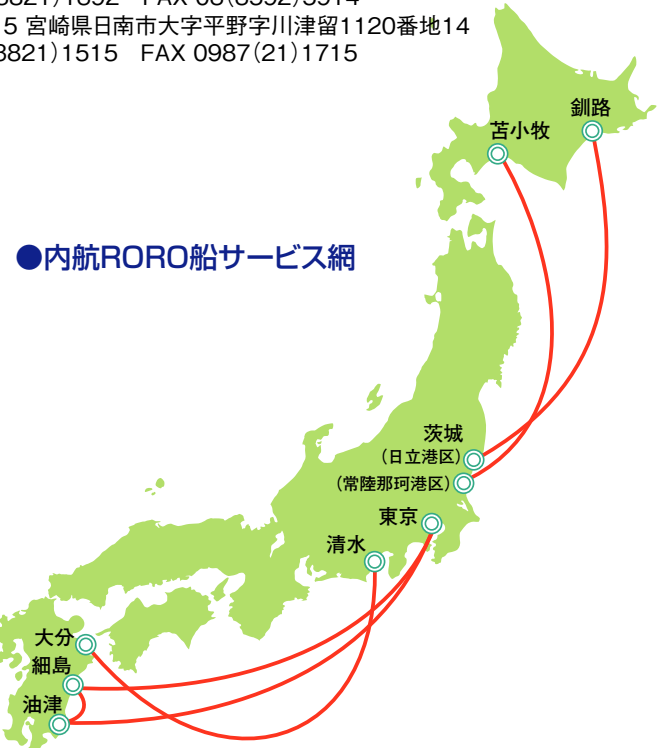 5 宮崎県日南市大字平野字川津留1120番地14
3821)1515 FAX 0987(21)1715
●内航RORO船サービス網
釧路
苫小牧
茨城
(日立港区)
(常陸那珂港区)
東京
清水
大分
細島
油津